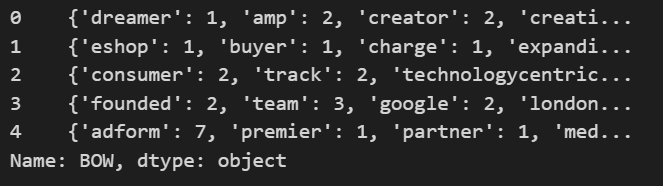 0    {'dreamer': 1, 'amp': 2, 'creator': 2, 'creati...
1    {'eshop': 1, 'buyer': 1, 'charge': 1, 'expandi...
2    {'consumer': 2, 'track': 2, 'technologycentric...
3    {'founded': 2, 'team': 3, 'google': 2, 'london...
4    {'adform': 7, 'premier': 1, 'partner': 1, 'med...
Name: BOW, dtype: object